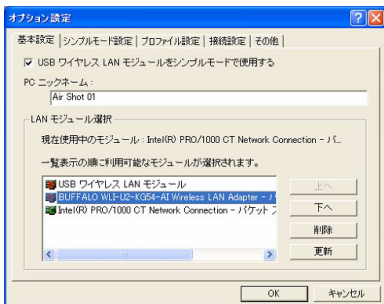 オプション設定
基本設定 シンプルモード設定 プロファイル設定 接続設定 その他
USB ワイヤレス LAN モジュールをシンプルモードで使用する
PC ニックネーム :
Air Shot 01
LAN モジュール選択
現在使用中のモジュール : Intel(R) PRO/1000 CT Network Connection - パ...
一覧表示の順に利用可能なモジュールが選択されます。
USB ワイヤレス LAN モジュール
BUFFALO WLI-U2-KG54-AI Wireless LAN Adapter - パ
Intel(R) PRO/1000 CT Network Connection - パケット ス
上へ
下へ
削除
更新
OK キャンセル